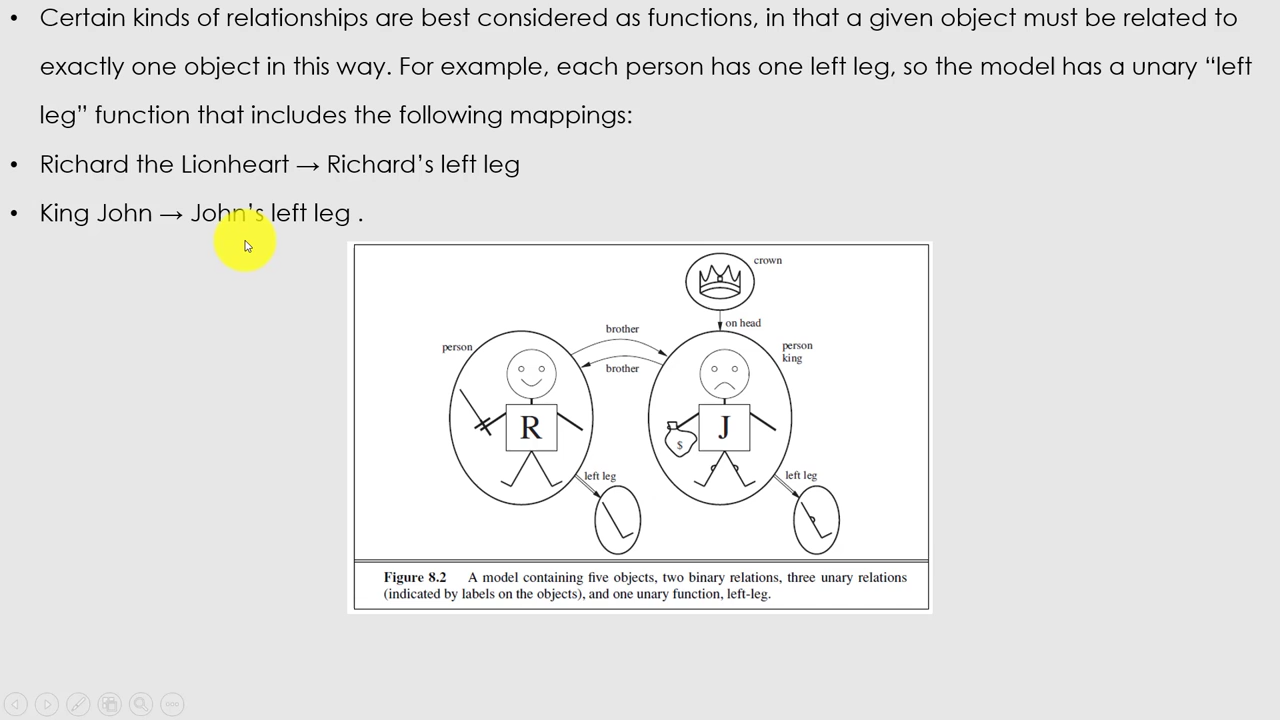 • Certain kinds of relationships are best considered as functions, in that a given object must be related to
exactly one object in this way. For example, each person has one left leg, so the model has a unary “left
leg” function that includes the following mappings:
• Richard the Lionheart → Richard’s left leg
• King John → John’s left leg .
crown
on head
brother
person
person
king
brother
R
J
$
left leg
left leg
Figure 8.2 A model containing five objects, two binary relations, three unary relations
(indicated by labels on the objects), and one unary function, left-leg.